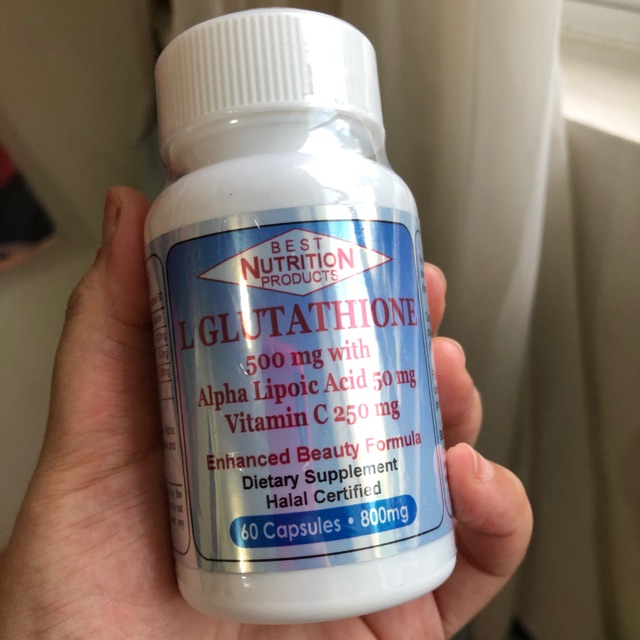 BEST
NUTRITION
PRODUCTS
L GLUTATHIONE
500 mg with
Alpha Lipoic Acid 50 mg
Vitamin C 250 mg
Enhanced Beauty Formula
Dietary Supplement
Halal Certified
60 Capsules • 800mg